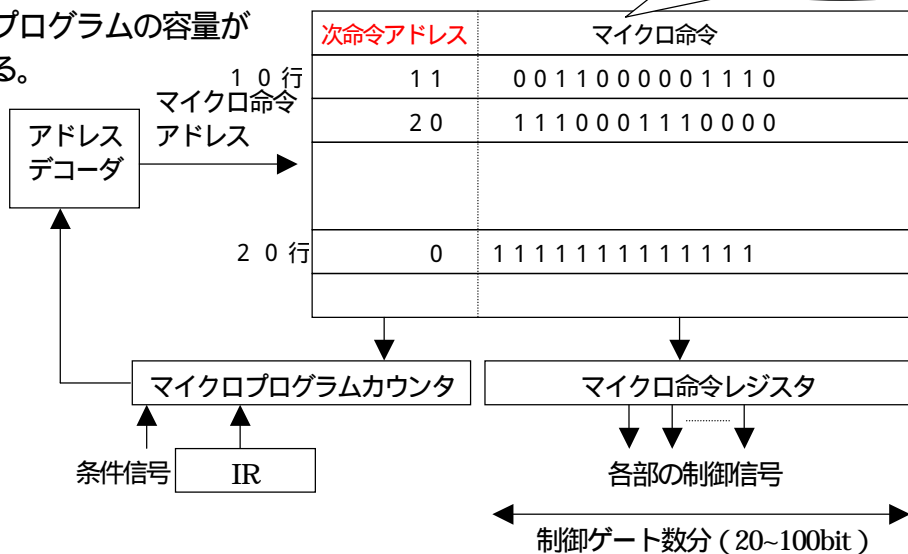 プログラムの容量が
る。
次命令アドレス マイクロ命令
10行 11 0011000001110
マイクロ命令
アドレス
20 1110001110000
アドレス
デコーダ
20行 0 1111111111111
マイクロプログラムカウンタ マイクロ命令レジスタ
条件信号 IR 各部の制御信号
制御ゲート数分(20~100bit)